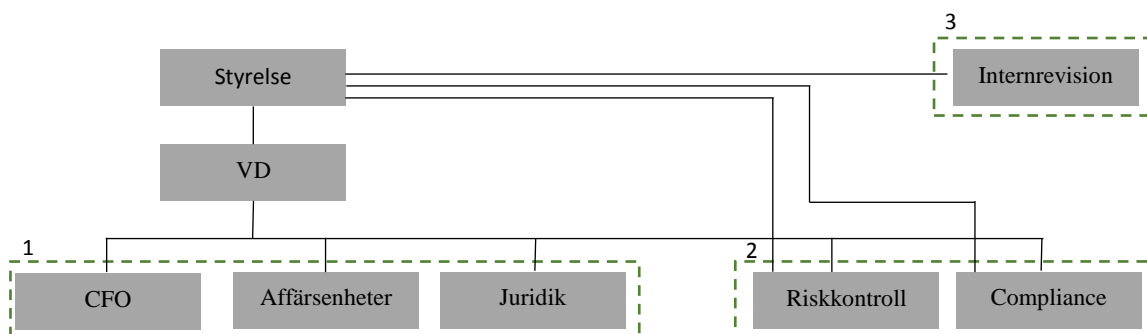 3
Styrelse
Internrevision
VD
1
2
CFO
Affärsenheter
Juridik
Riskkontroll
Compliance